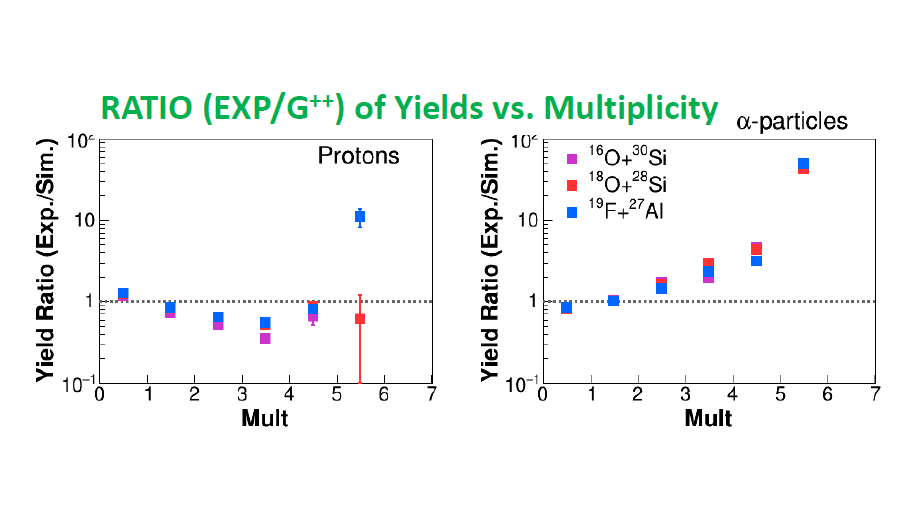 RATIO (EXP/G⁺⁺) of Yields vs. Multiplicity
Protons
Yield Ratio (Exp./Sim.)
10²
10
1
10⁻¹
0 1 2 3 4 5 6 7
Mult
α-particles
¹⁶O+³⁰Si
¹⁸O+²⁸Si
¹⁹F+²⁷Al
Yield Ratio (Exp./Sim.)
10²
10
1
10⁻¹
0 1 2 3 4 5 6 7
Mult